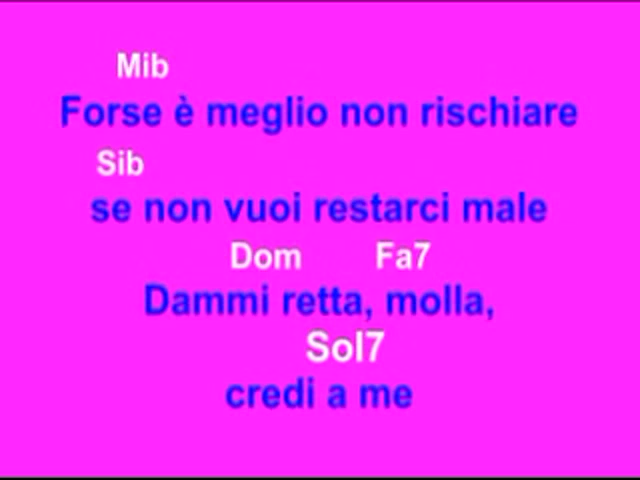 Mib
Forse è meglio non rischiare
Sib
se non vuoi restarci male
Dom Fa7
Dammi retta, molla,
Sol7
credi a me